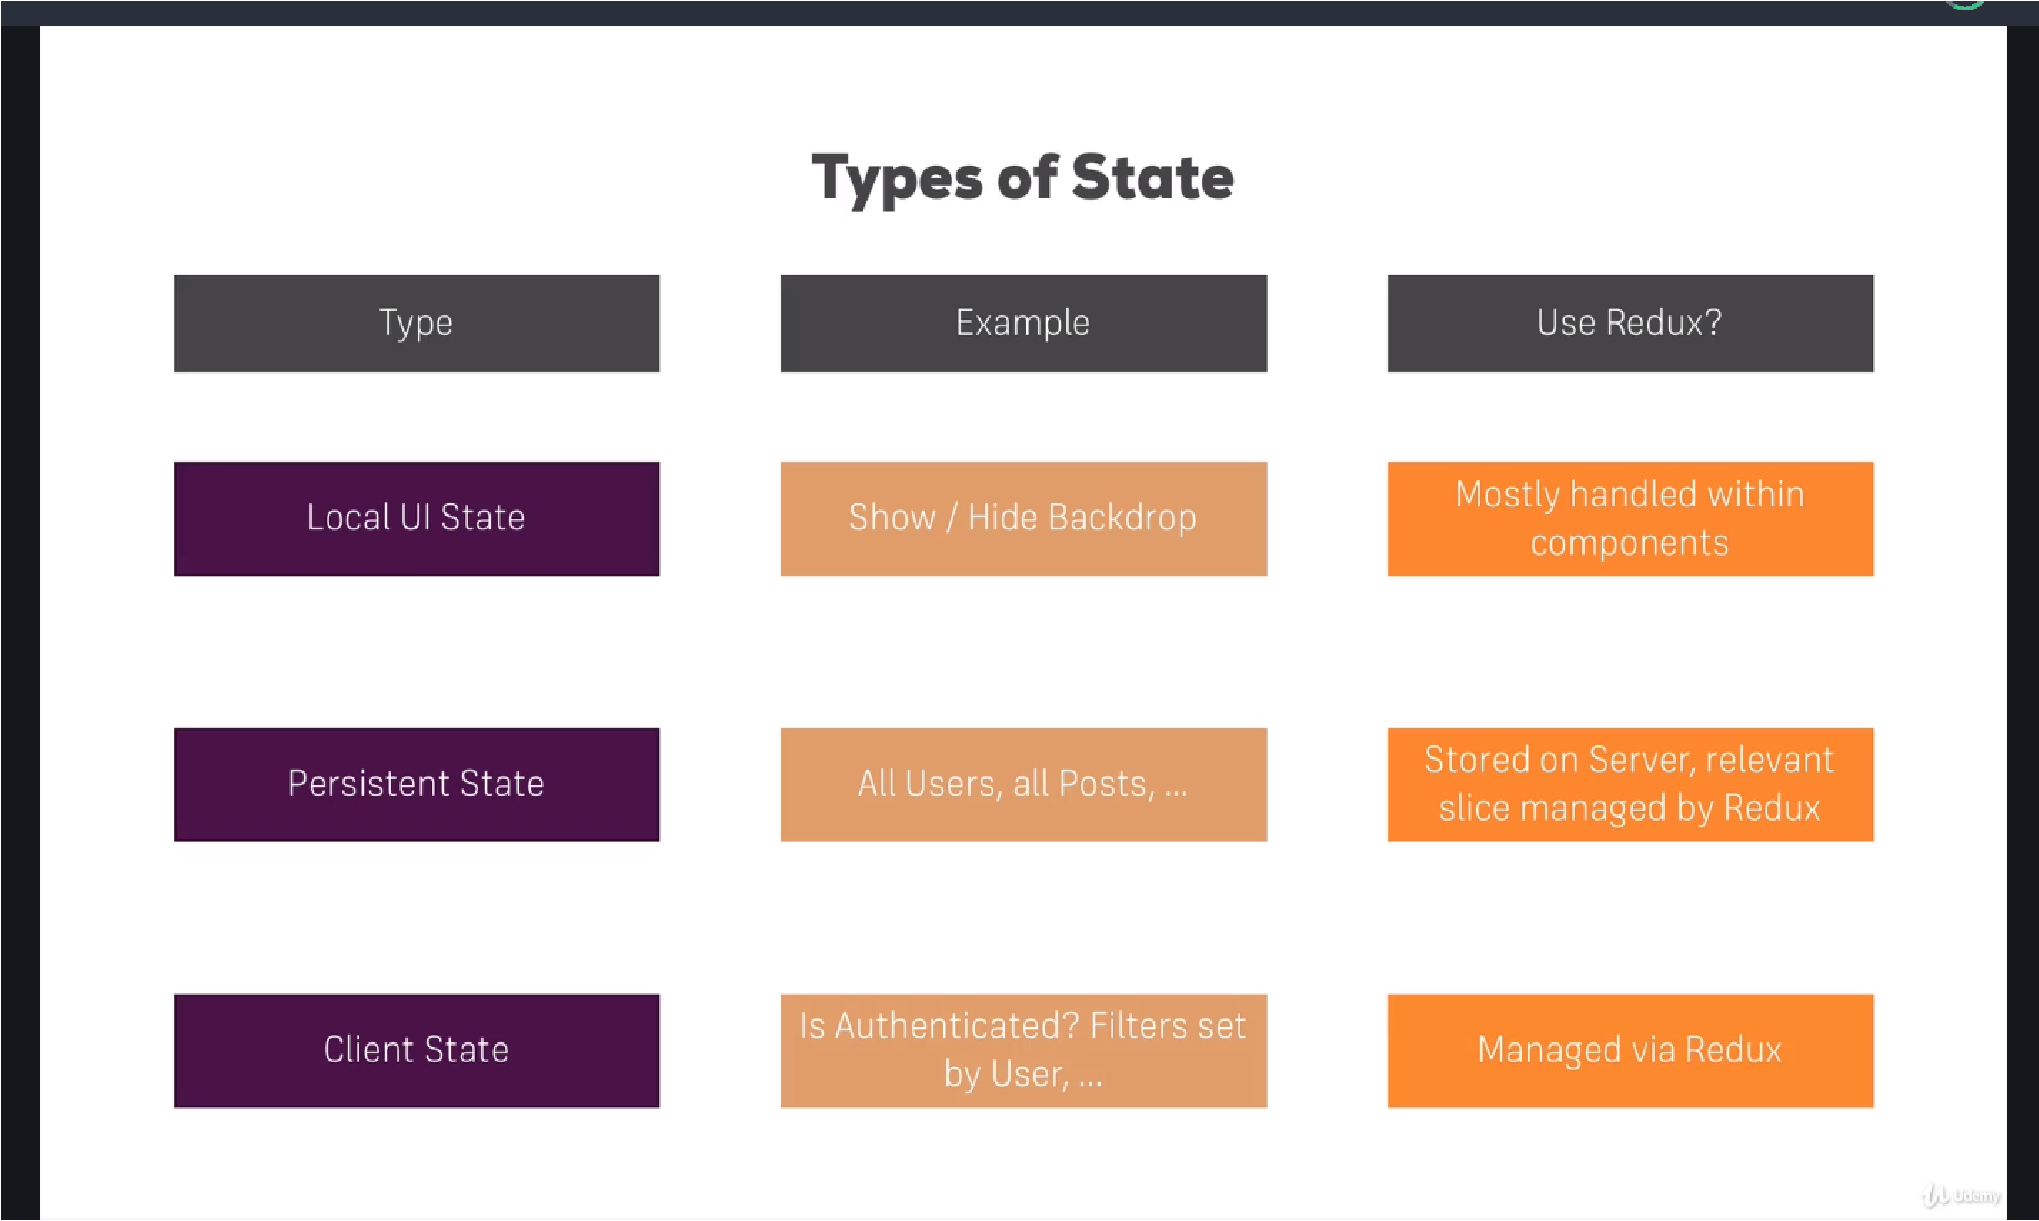 Types of State
Type
Example
Use Redux?
Local UI State
Show / Hide Backdrop
Mostly handled within
components
Persistent State
All Users, all Posts, ...
Stored on Server, relevant
slice managed by Redux
Client State
Is Authenticated? Filters set
by User, ...
Managed via Redux
Udemy